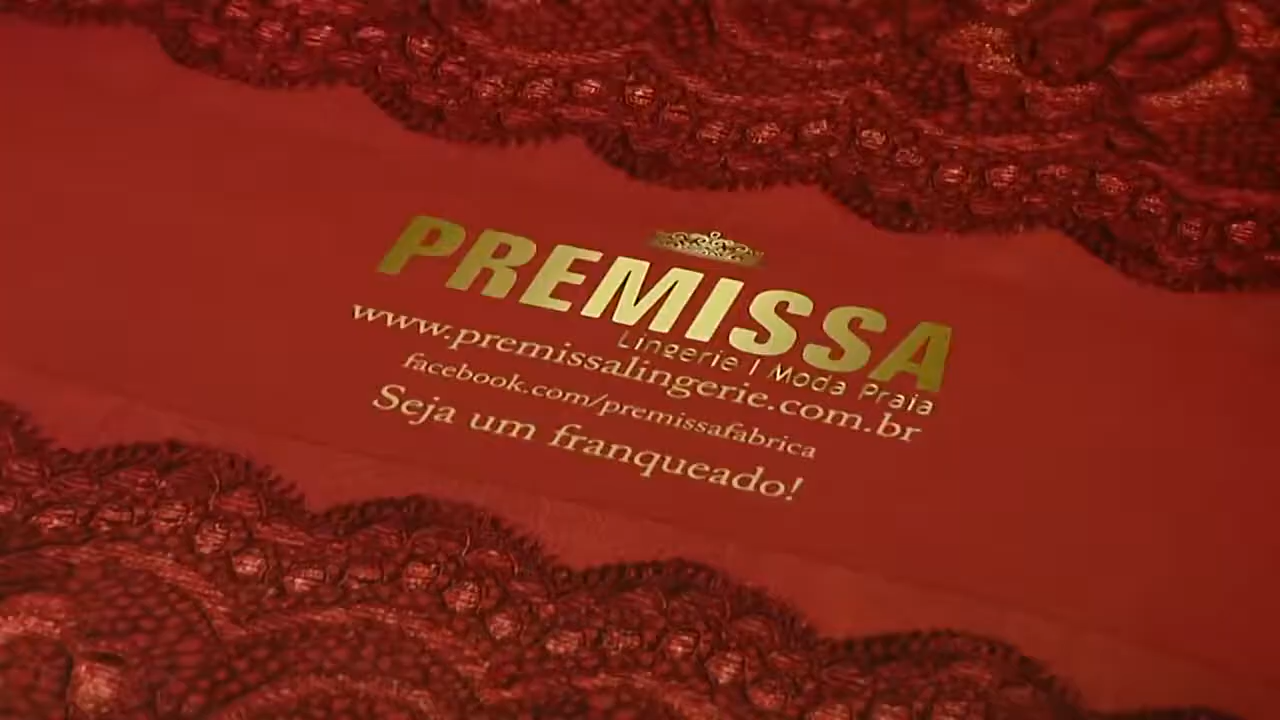 PREMISSA
Lingerie | Moda Praia
www.premissalingerie.com.br
facebook.com/premissafabrica
Seja um franqueado!